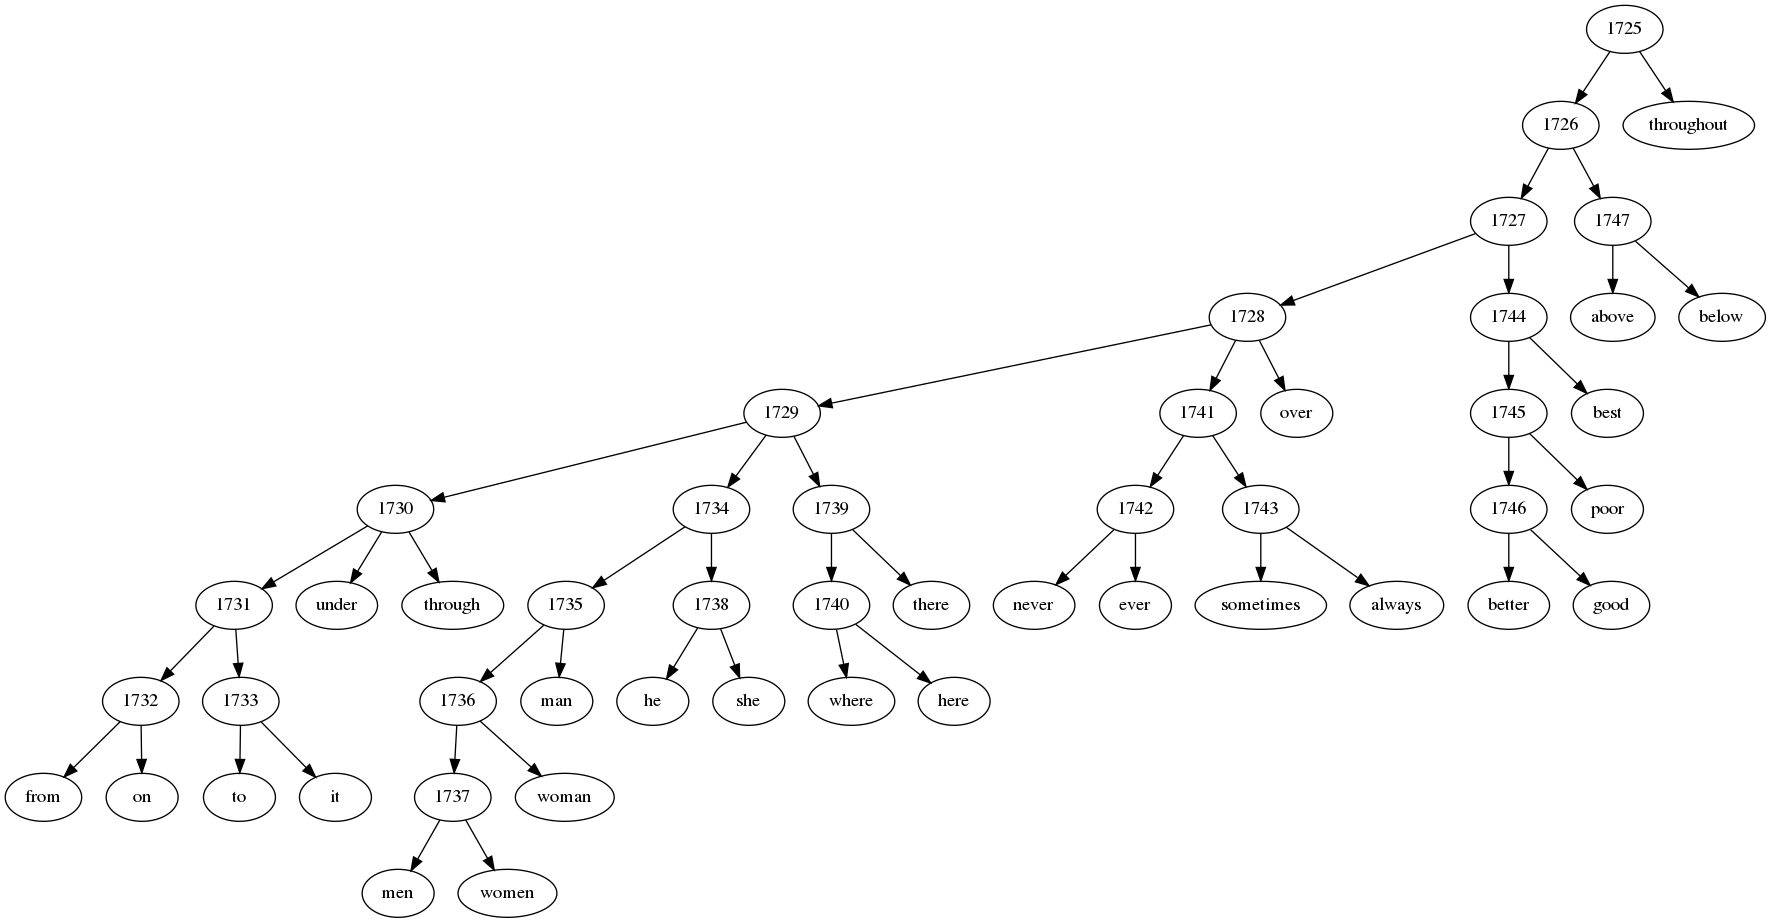 1725
1726 throughout
1727 1747
1728 1744 above below
1729 1741 over 1745 best
1730 1734 1739 1742 1743 1746 poor
1731 under through 1735 1738 1740 there never ever sometimes always better good
1732 1733 1736 man he she where here
from on to it 1737 woman
men women